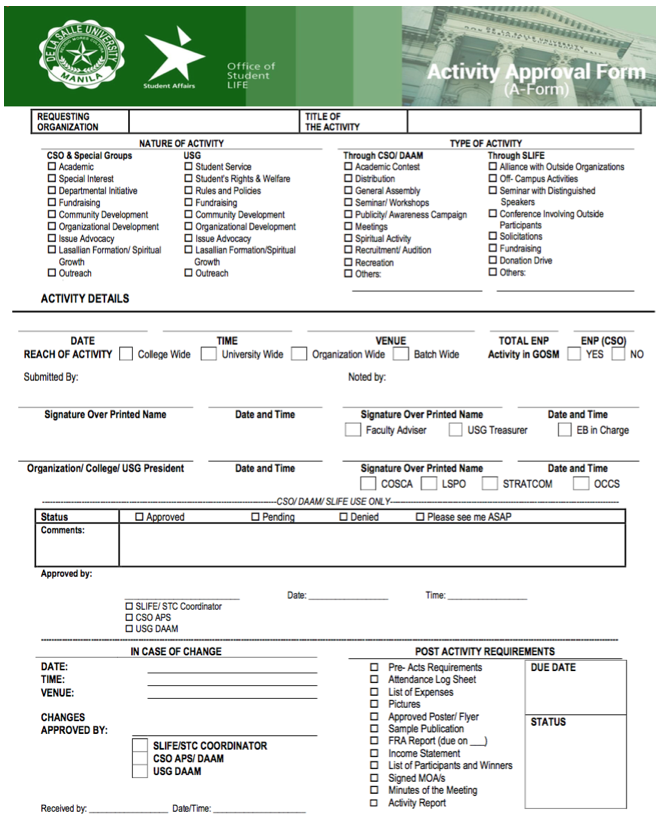 DE LA SALLE UNIVERSITY
MANILA
Student Affairs
Office of
Student
LIFE
Activity Approval Form
(A-Form)
REQUESTING
ORGANIZATION
TITLE OF
THE ACTIVITY
NATURE OF ACTIVITY
CSO & Special Groups
Academic
Special Interest
Departmental Initiative
Fundraising
Community Development
Organizational Development
Issue Advocacy
Lasallian Formation/ Spiritual
Growth
Outreach
USG
Student Service
Student's Rights & Welfare
Rules and Policies
Fundraising
Community Development
Organizational Development
Issue Advocacy
Lasallian Formation/Spiritual
Growth
Outreach
TYPE OF ACTIVITY
Through CSO/ DAAM
Academic Contest
Distribution
General Assembly
Seminar/ Workshops
Publicity/ Awareness Campaign
Meetings
Spiritual Activity
Recruitment/ Audition
Recreation
Others:
Through SLIFE
Alliance with Outside Organizations
Off- Campus Activities
Seminar with Distinguished
Speakers
Conference Involving Outside
Participants
Solicitations
Fundraising
Donation Drive
Others:
ACTIVITY DETAILS
DATE TIME VENUE TOTAL ENP ENP (CSO)
REACH OF ACTIVITY College Wide University Wide Organization Wide Batch Wide Activity in GOSM YES NO
Submitted By: Noted by:
Signature Over Printed Name Date and Time Signature Over Printed Name Date and Time
Faculty Adviser USG Treasurer EB in Charge
Organization/ College/ USG President Date and Time Signature Over Printed Name Date and Time
COSCA LSPO STRATCOM OCCS
CSO/ DAAM/ SLIFE USE ONLY
Status Approved Pending Denied Please see me ASAP
Comments:
Approved by:
Date: Time:
SLIFE/ STC Coordinator
CSO APS
USG DAAM
IN CASE OF CHANGE
DATE:
TIME:
VENUE:
CHANGES
APPROVED BY:
SLIFE/STC COORDINATOR
CSO APS/ DAAM
USG DAAM
Received by: Date/Time:
POST ACTIVITY REQUIREMENTS
Pre- Acts Requirements
Attendance Log Sheet
List of Expenses
Pictures
Approved Poster/ Flyer
Sample Publication
FRA Report (due on ___)
Income Statement
List of Participants and Winners
Signed MOA/s
Minutes of the Meeting
Activity Report
DUE DATE
STATUS